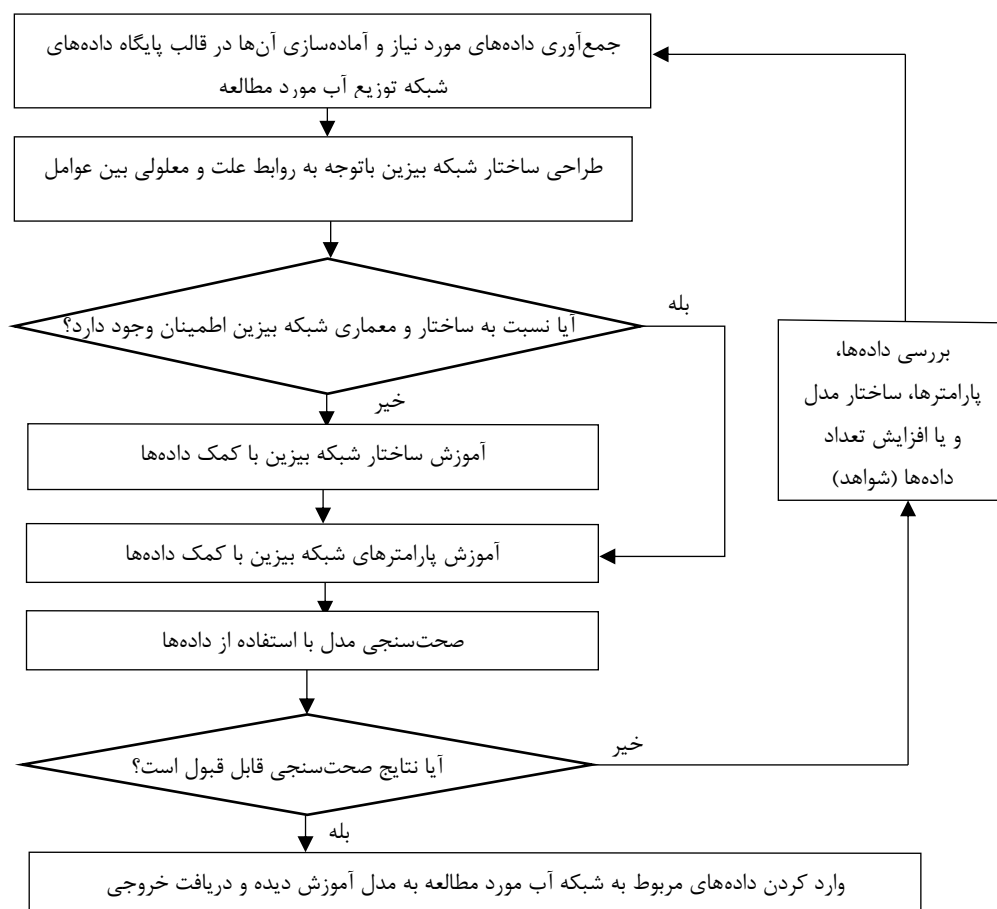 جمع‌آوری داده‌های مورد نیاز و آماده‌سازی آن‌ها در قالب پایگاه داده‌های
شبکه توزیع آب مورد مطالعه
طراحی ساختار شبکه بیزین باتوجه به روابط علت و معلولی بین عوامل
آیا نسبت به ساختار و معماری شبکه بیزین اطمینان وجود دارد؟
بله
خیر
آموزش ساختار شبکه بیزین با کمک داده‌ها
آموزش پارامترهای شبکه بیزین با کمک داده‌ها
صحت‌سنجی مدل با استفاده از داده‌ها
آیا نتایج صحت‌سنجی قابل قبول است؟
خیر
بله
بررسی داده‌ها،
پارامترها، ساختار مدل
و یا افزایش تعداد
داده‌ها (شواهد)
وارد کردن داده‌های مربوط به شبکه آب مورد مطالعه به مدل آموزش دیده و دریافت خروجی